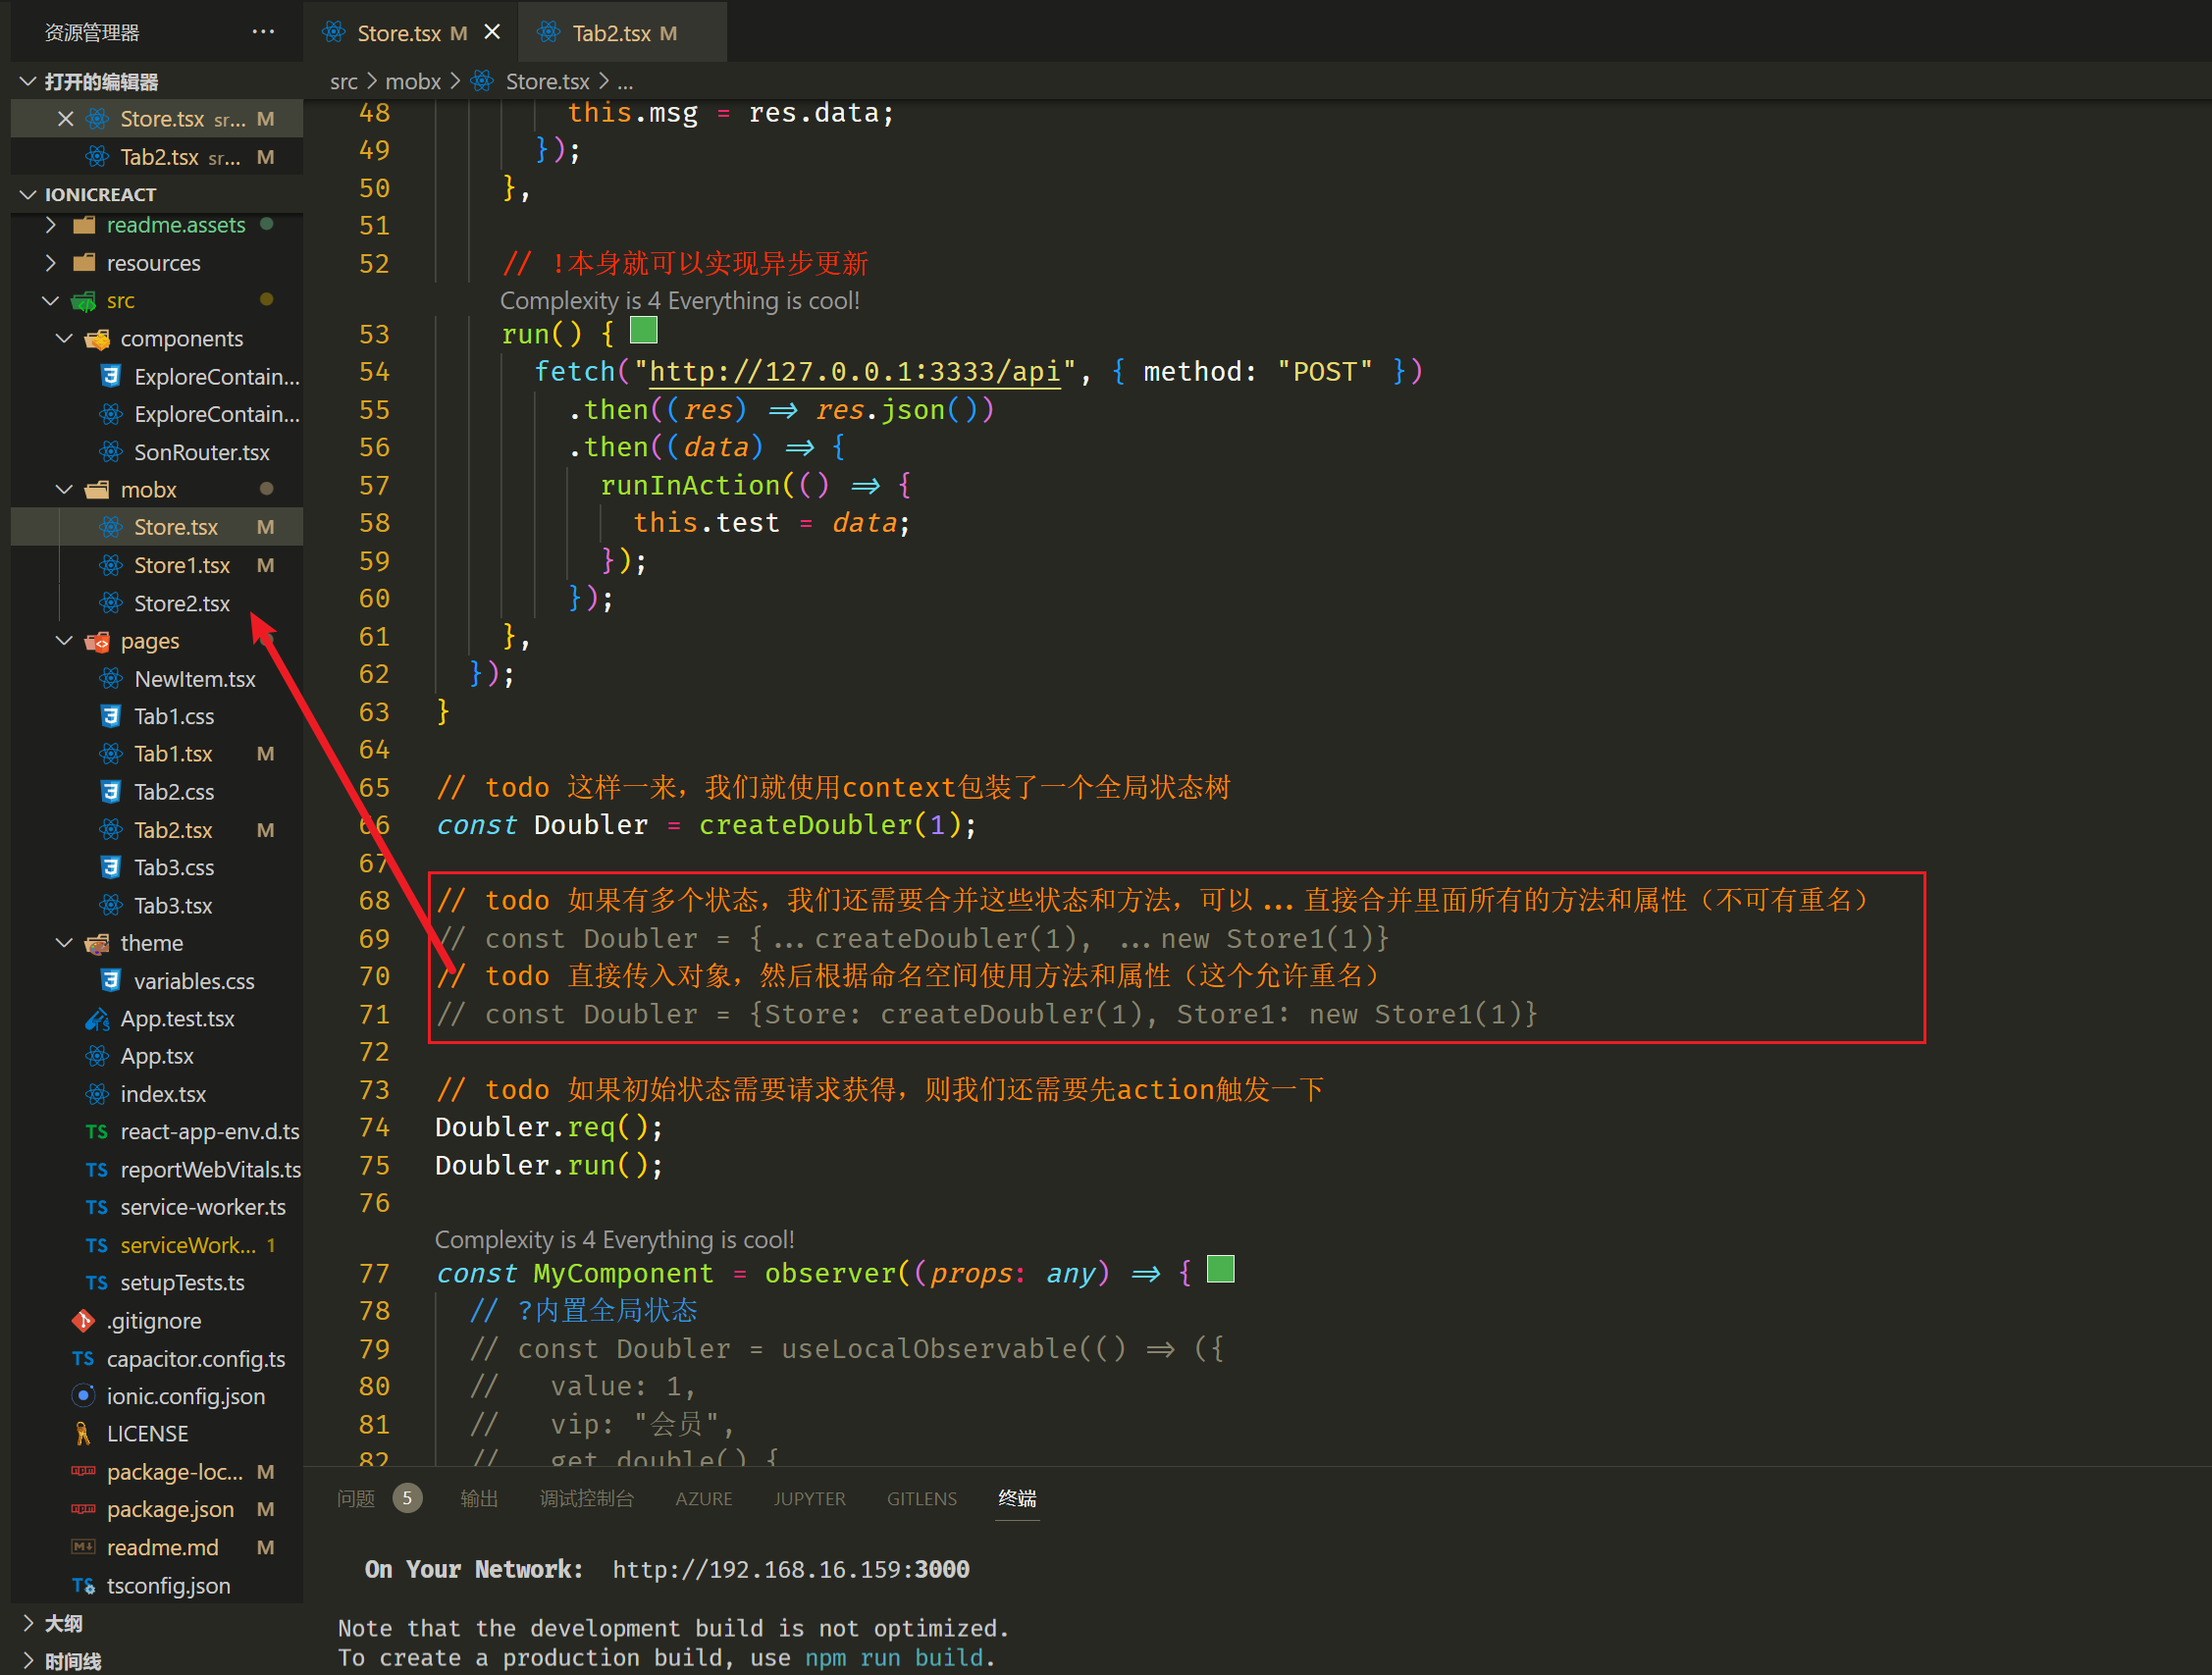 资源管理器 ···
打开的编辑器
Store.tsx sr... M
Tab2.tsx sr... M
IONICREACT
readme.assets
resources
src
components
ExploreContain...
ExploreContain...
SonRouter.tsx
mobx
Store.tsx M
Store1.tsx M
Store2.tsx
pages
NewItem.tsx
Tab1.css
Tab1.tsx M
Tab2.css
Tab2.tsx M
Tab3.css
Tab3.tsx
theme
variables.css
App.test.tsx
App.tsx
index.tsx
TS react-app-env.d.ts
TS reportWebVitals.ts
TS service-worker.ts
TS serviceWork... 1
TS setupTests.ts
.gitignore
TS capacitor.config.ts
ionic.config.json
LICENSE
package-loc... M
package.json M
readme.md M
TS tsconfig.json
大纲
时间线
Store.tsx M Tab2.tsx M
src > mobx > Store.tsx > ...
48 this.msg = res.data;
49 });
50 },
51
52 // !本身就可以实现异步更新
Complexity is 4 Everything is cool!
53 run() {
54 fetch("http://127.0.0.1:3333/api", { method: "POST" })
55 .then((res) => res.json())
56 .then((data) => {
57 runInAction(() => {
58 this.test = data;
59 });
60 });
61 },
62 });
63 }
64
65 // todo 这样一来，我们就使用context包装了一个全局状态树
66 const Doubler = createDoubler(1);
67
68 // todo 如果有多个状态，我们还需要合并这些状态和方法，可以...直接合并里面所有的方法和属性（不可有重名）
69 // const Doubler = {...createDoubler(1), ...new Store1(1)}
70 // todo 直接传入对象，然后根据命名空间使用方法和属性（这个允许重名）
71 // const Doubler = {Store: createDoubler(1), Store1: new Store1(1)}
72
73 // todo 如果初始状态需要请求获得，则我们还需要先action触发一下
74 Doubler.req();
75 Doubler.run();
76
Complexity is 4 Everything is cool!
77 const MyComponent = observer((props: any) => {
78 // ?内置全局状态
79 // const Doubler = useLocalObservable(() => ({
80 // value: 1,
81 // vip: "会员",
82 // get double() {
问题 5 输出 调试控制台 AZURE JUPYTER GITLENS 终端
On Your Network: http://192.168.16.159:3000
Note that the development build is not optimized.
To create a production build, use npm run build.